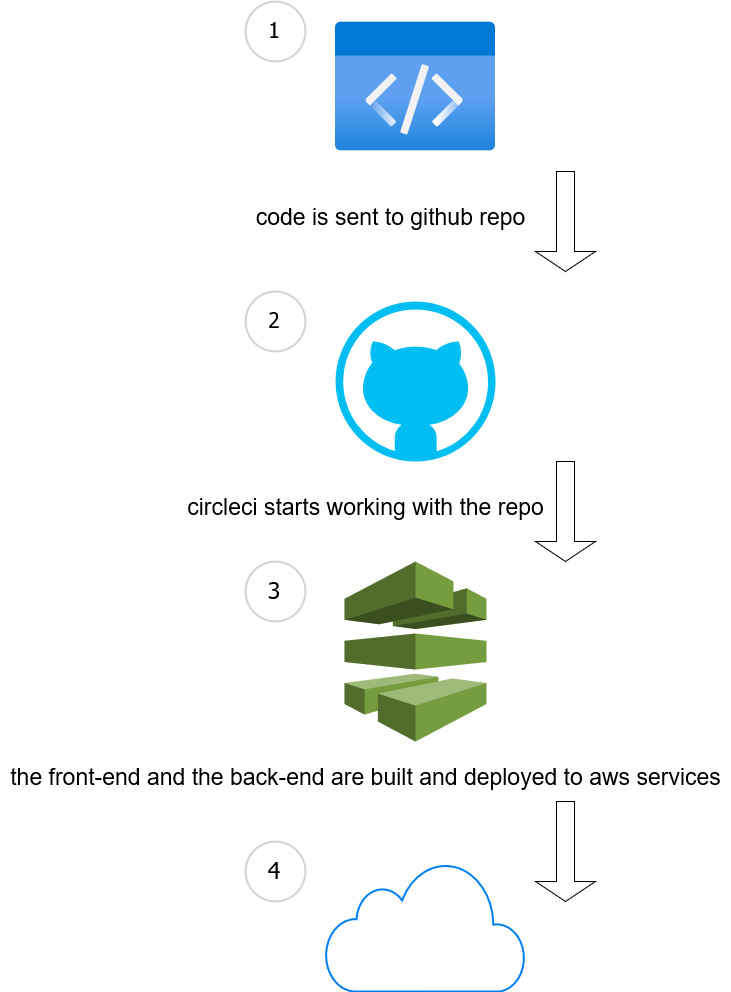 1
code is sent to github repo
2
circleci starts working with the repo
3
the front-end and the back-end are built and deployed to aws services
4